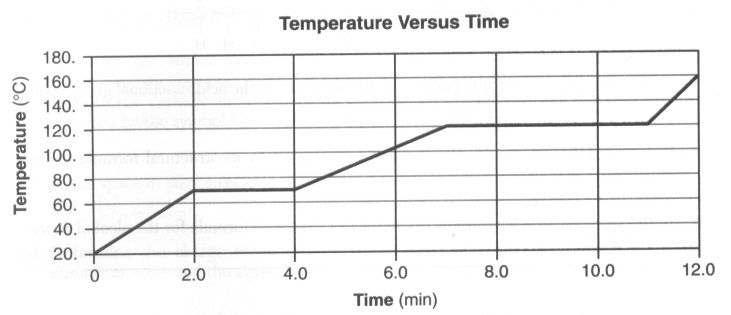 Temperature Versus Time
180.
160.
140.
120.
100.
80.
60.
40.
20.
Temperature (°C)
0 2.0 4.0 6.0 8.0 10.0 12.0
Time (min)